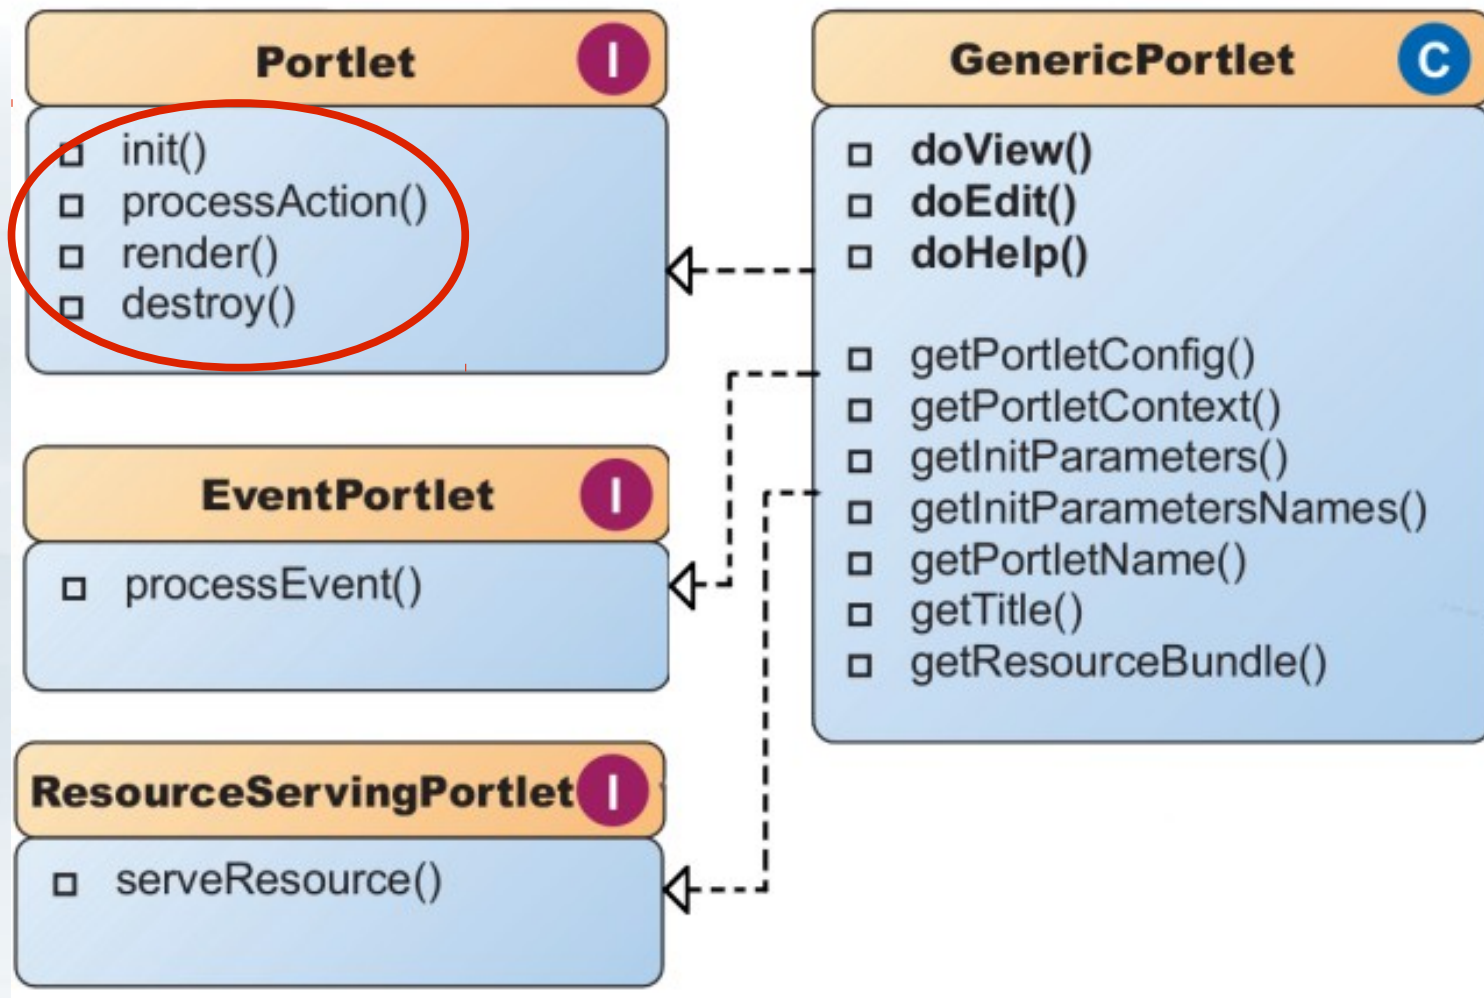 Portlet
I
init()
processAction()
render()
destroy()
EventPortlet
I
processEvent()
ResourceServingPortlet
I
serveResource()
GenericPortlet
C
doView()
doEdit()
doHelp()
getPortletConfig()
getPortletContext()
getInitParameters()
getInitParametersNames()
getPortletName()
getTitle()
getResourceBundle()